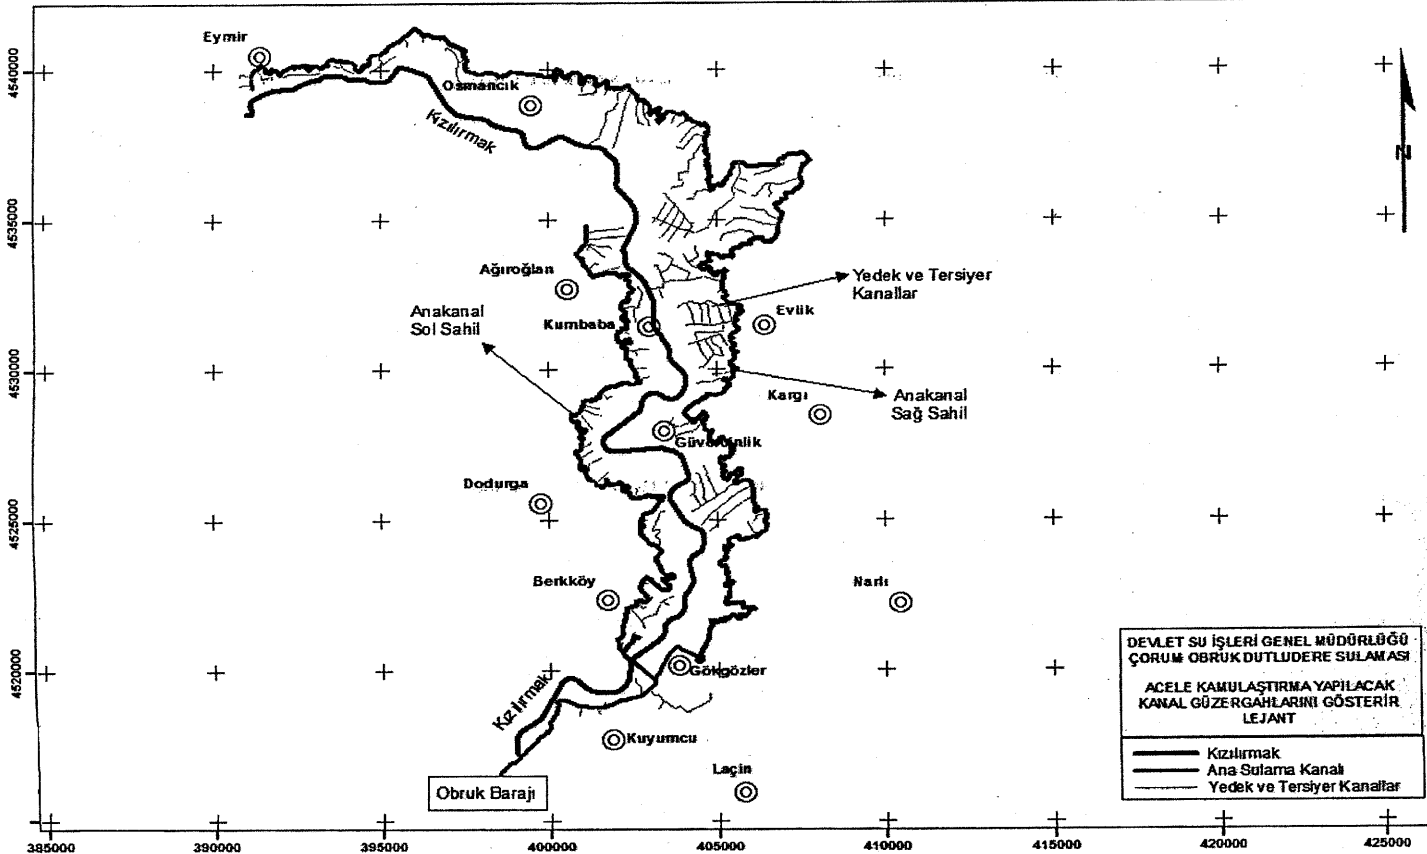 Eymir
Osmancık
Kızılırmak
Ağıroğlan
Yedek ve Tersiyer
Kanallar
Anakanal
Sol Sahil
Kumbaba
Evlik
Kargı
Anakanal
Sağ Sahil
Güvercinlik
Dodurga
Berkköy
Narlı
Gökgözler
Kızılırmak
Kuyumcu
Laçin
Obruk Barajı
N
DEVLET SU İŞLERİ GENEL MÜDÜRLÜĞÜ
ÇORUM OBRUK DUTLUDERE SULAMASI
ACELE KAMULAŞTIRMA YAPILACAK
KANAL GÜZERGAHLARINI GÖSTERİR
LEJANT
Kızılırmak
Ana Sulama Kanalı
Yedek ve Tersiyer Kanallar
4540000
4535000
4530000
4525000
4520000
385000
390000
395000
400000
405000
410000
415000
420000
425000